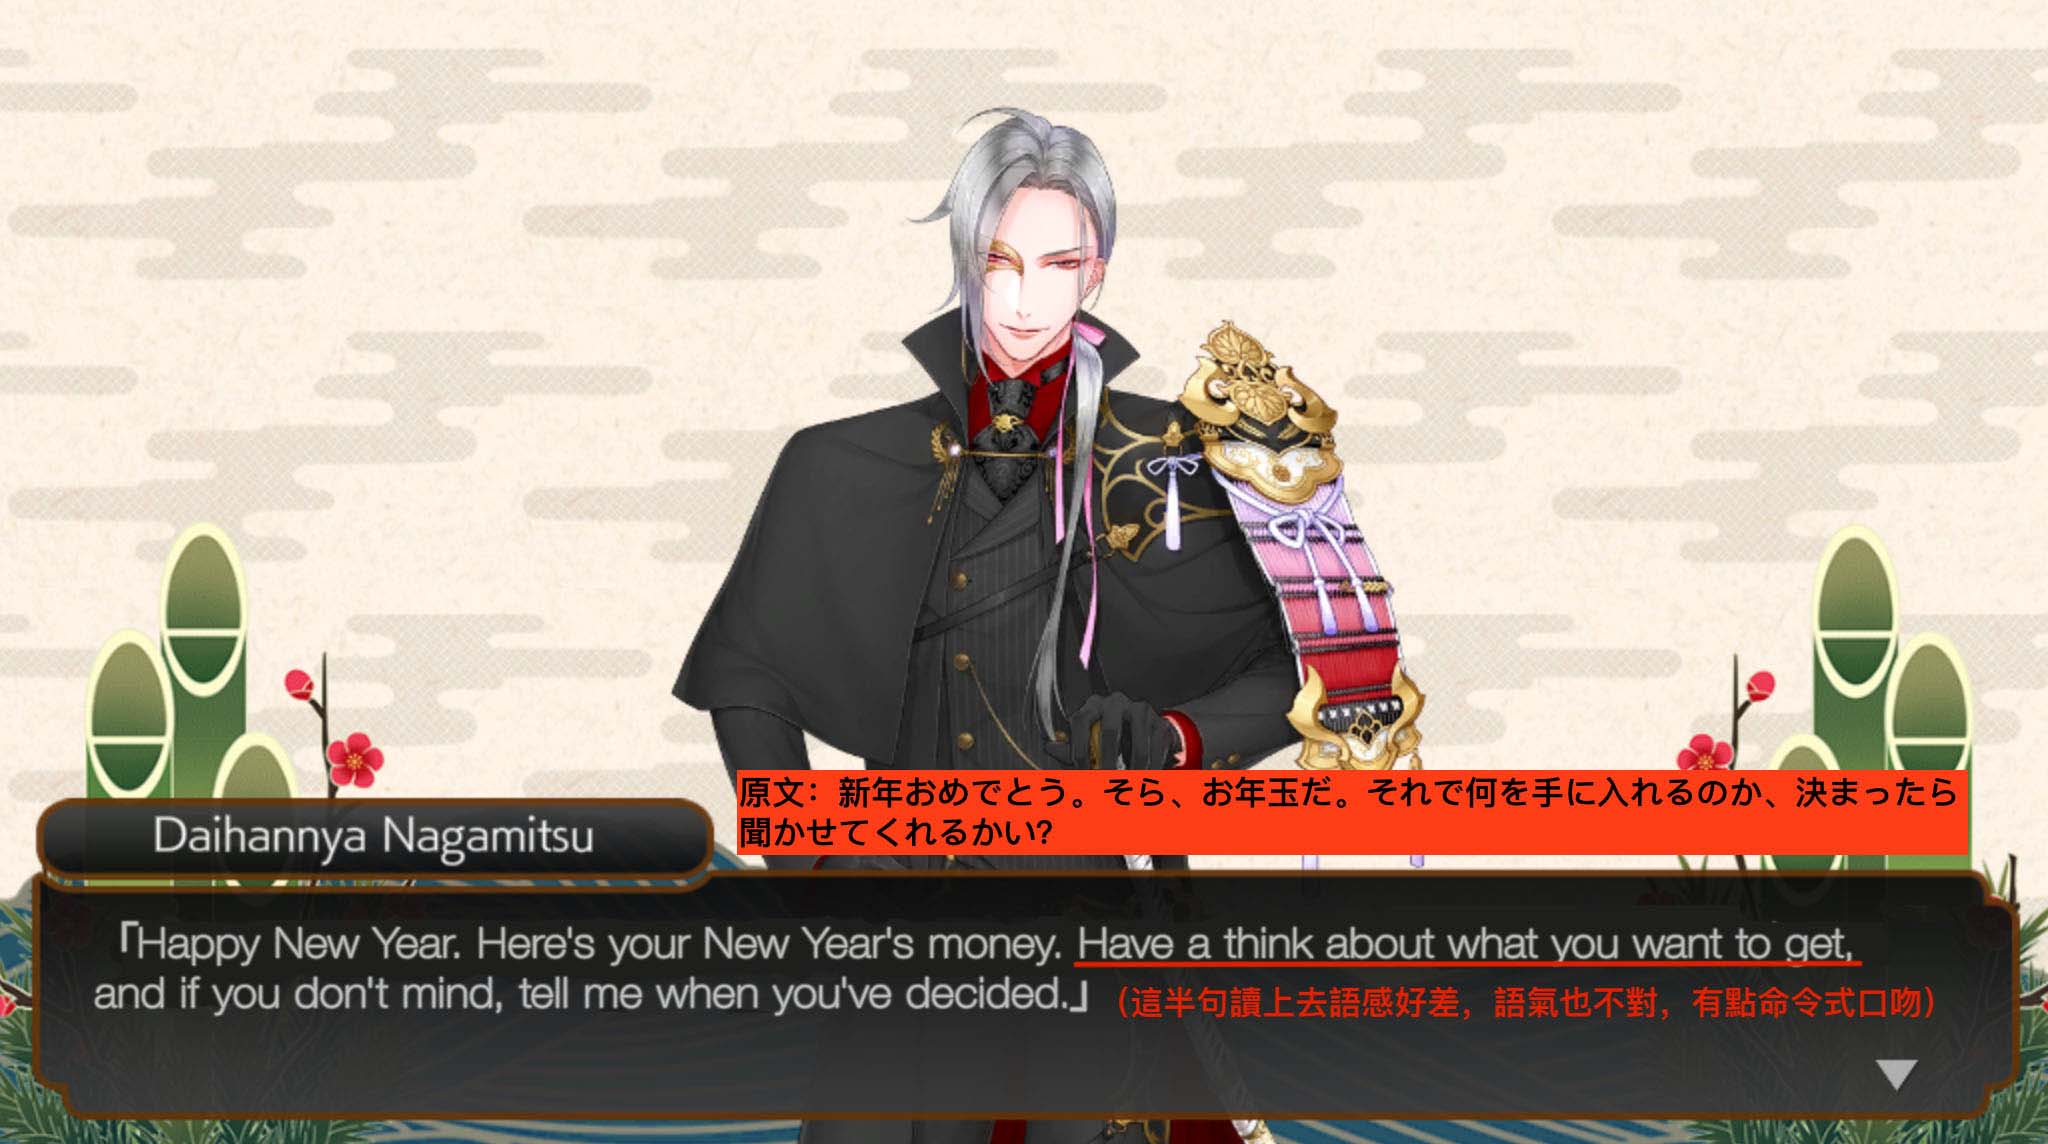 原文：新年おめでとう。そら、お年玉だ。それで何を手に入れるのか、決まったら
聞かせてくれるかい?
Daihannya Nagamitsu
「Happy New Year. Here's your New Year's money. Have a think about what you want to get,
and if you don't mind, tell me when you've decided.」
（這半句讀上去語感好差，語氣也不對，有點命令式口吻）